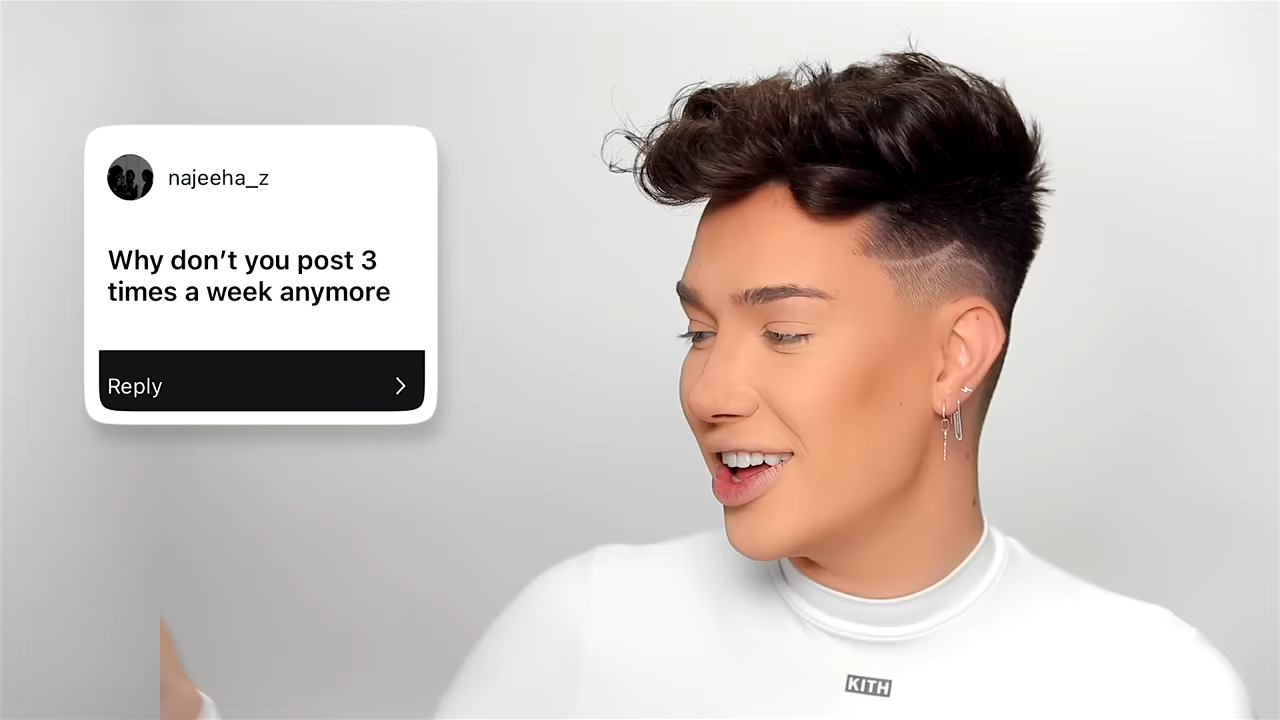 najeeha_z
Why don’t you post 3
times a week anymore
Reply
KITH